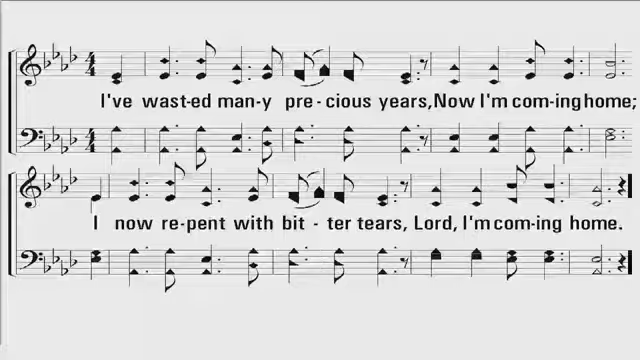 I've wast-ed man-y pre-cious years, Now I'm com-ing home;
I now re-pent with bit-ter tears, Lord, I'm com-ing home.